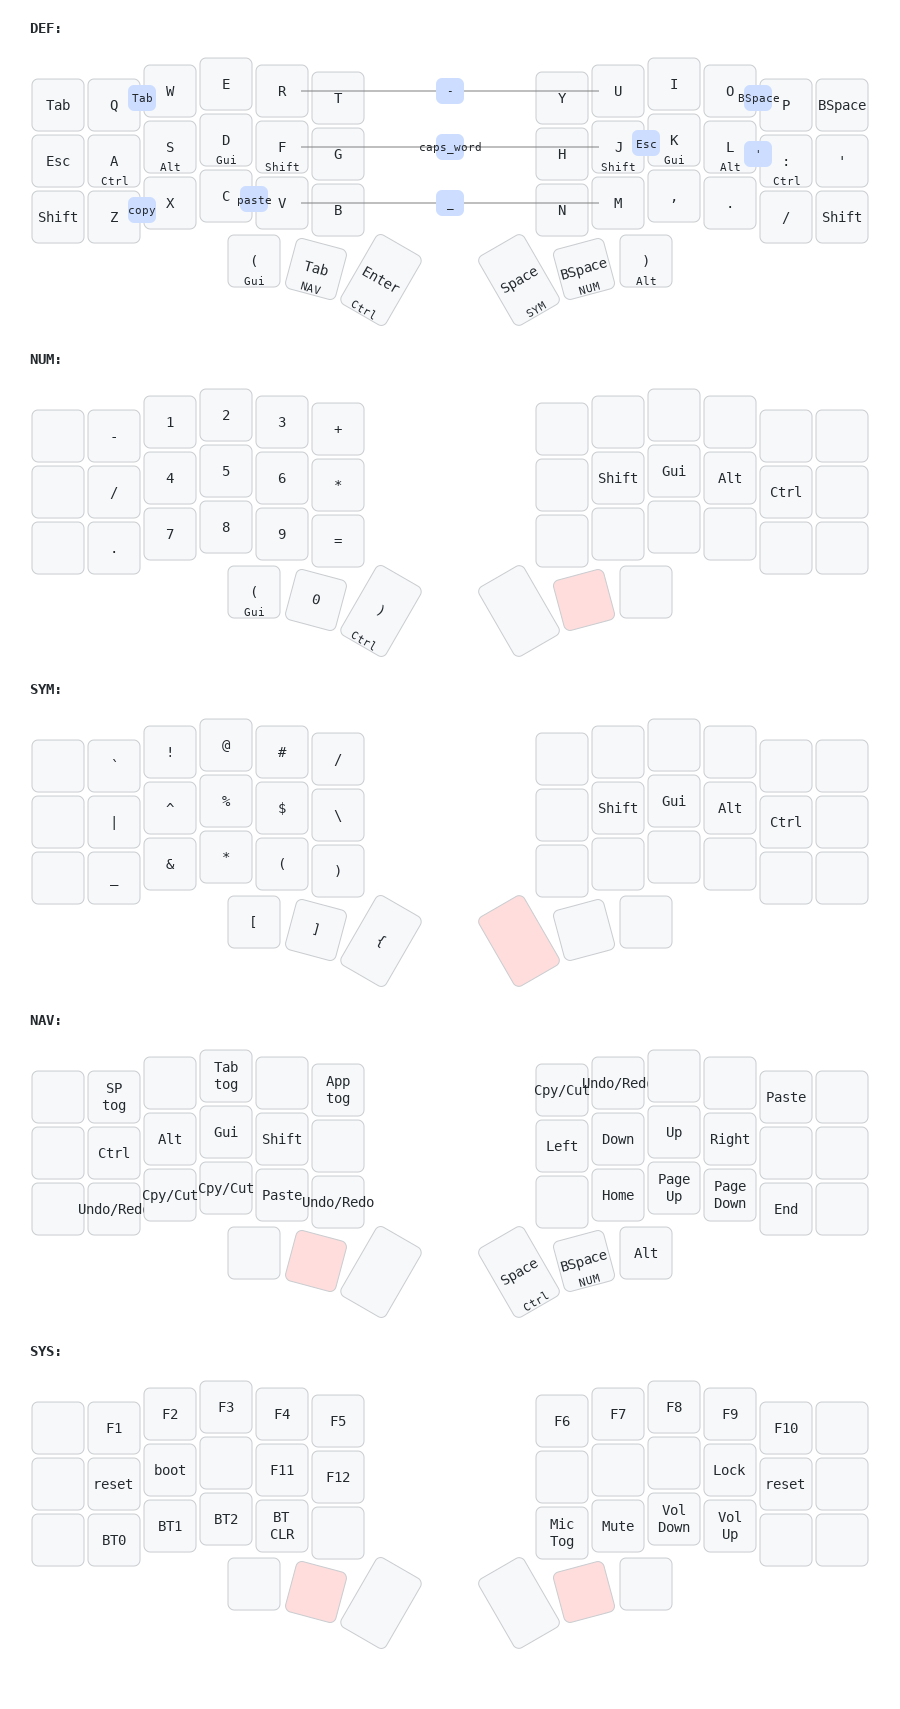 DEF:
Tab Q Tab W E R T - Y U I O BSpace P BSpace
Esc A Ctrl S Alt D Gui F Shift G caps_word H J Shift Esc K Gui L Alt ' : Ctrl '
Shift Z copy X C paste V B _ N M , . / Shift
( Gui Tab NAV Enter Ctrl Space SYM BSpace NUM ) Alt
NUM:
- 1 2 3 +
/ 4 5 6 * Shift Gui Alt Ctrl
. 7 8 9 =
( Gui 0 ) Ctrl
SYM:
` ! @ # /
| ^ % $ \ Shift Gui Alt Ctrl
_ & * ( )
[ ] {
NAV:
SP tog Tab tog App tog Cpy/Cut Undo/Redo Paste
Ctrl Alt Gui Shift Left Down Up Right
Undo/Redo Cpy/Cut Cpy/Cut Paste Undo/Redo Home Page Up Page Down End
Space Ctrl BSpace NUM Alt
SYS:
F1 F2 F3 F4 F5 F6 F7 F8 F9 F10
reset boot F11 F12 Lock reset
BT0 BT1 BT2 BT CLR Mic Tog Mute Vol Down Vol Up